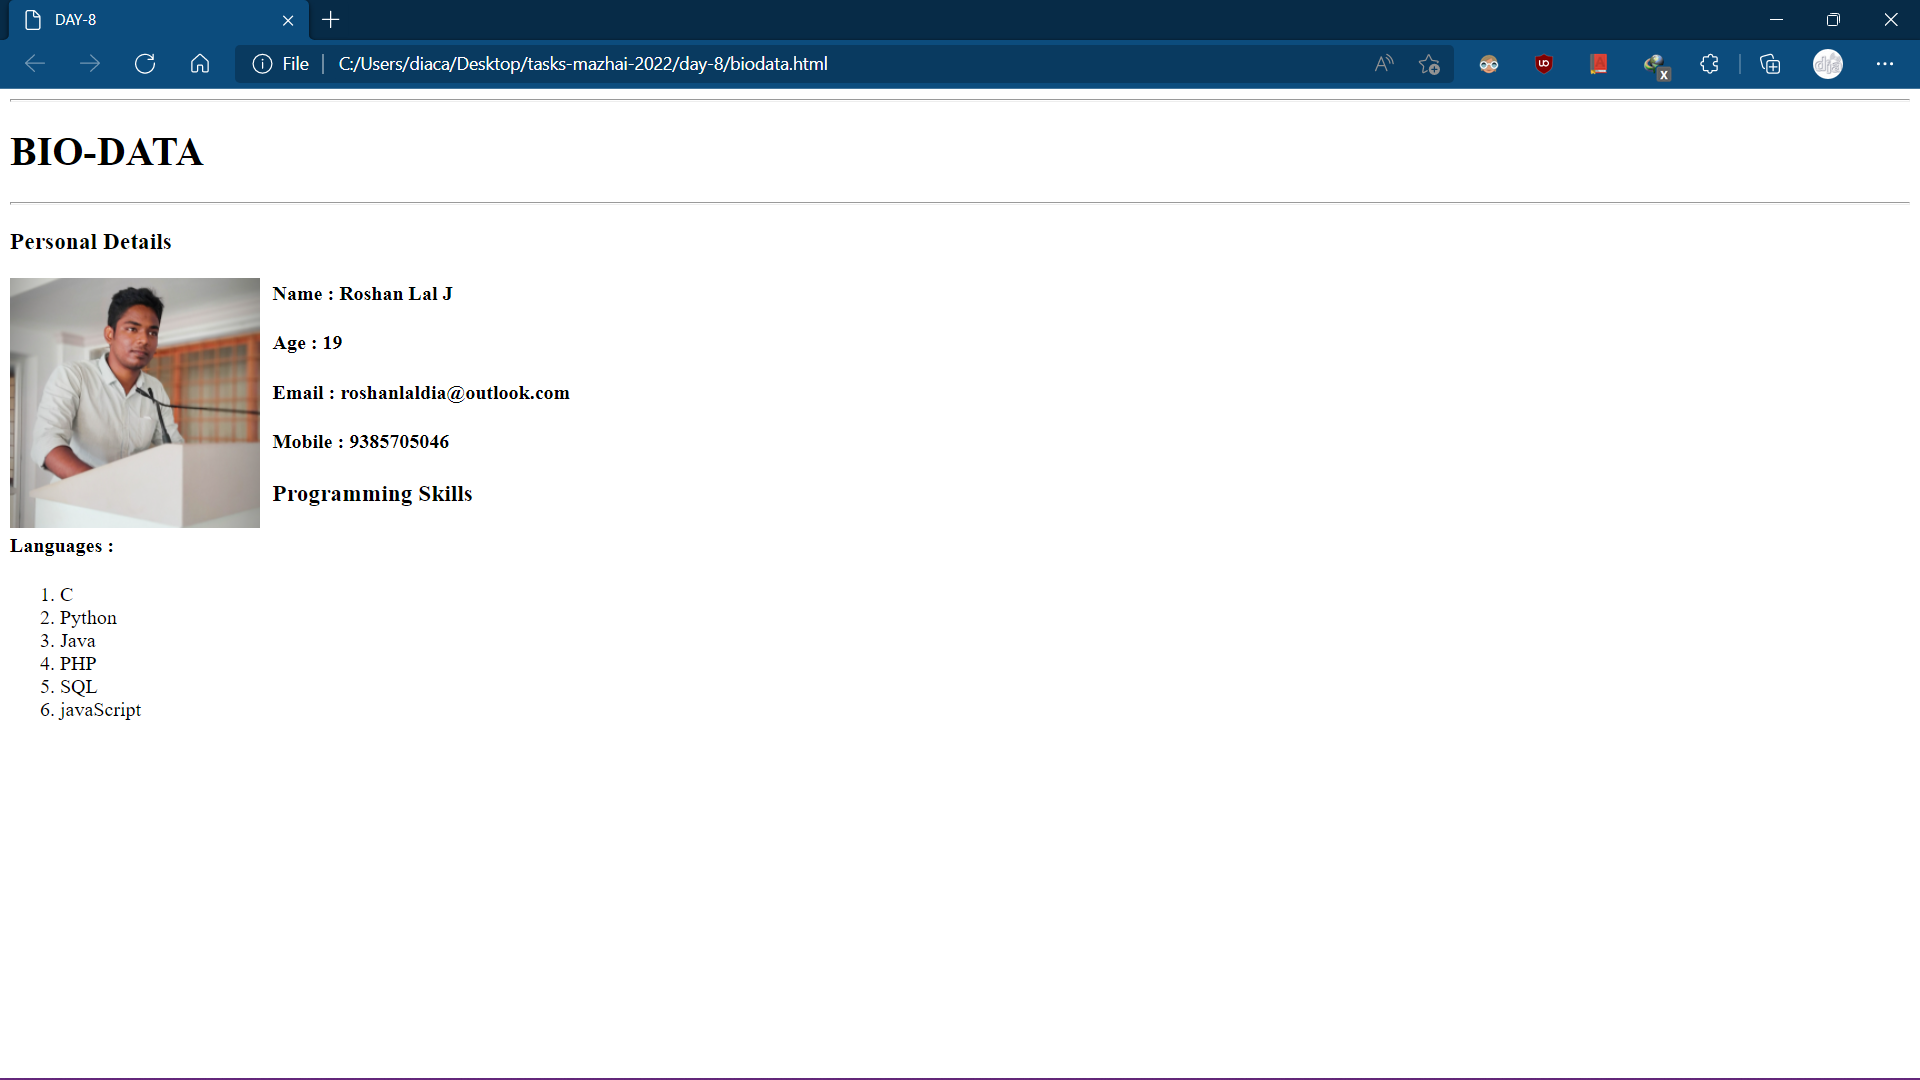 DAY-8
File
C:/Users/diaca/Desktop/tasks-mazhai-2022/day-8/biodata.html
BIO-DATA
Personal Details
Name : Roshan Lal J
Age : 19
Email : roshanlaldia@outlook.com
Mobile : 9385705046
Programming Skills
Languages :
1. C
2. Python
3. Java
4. PHP
5. SQL
6. javaScript